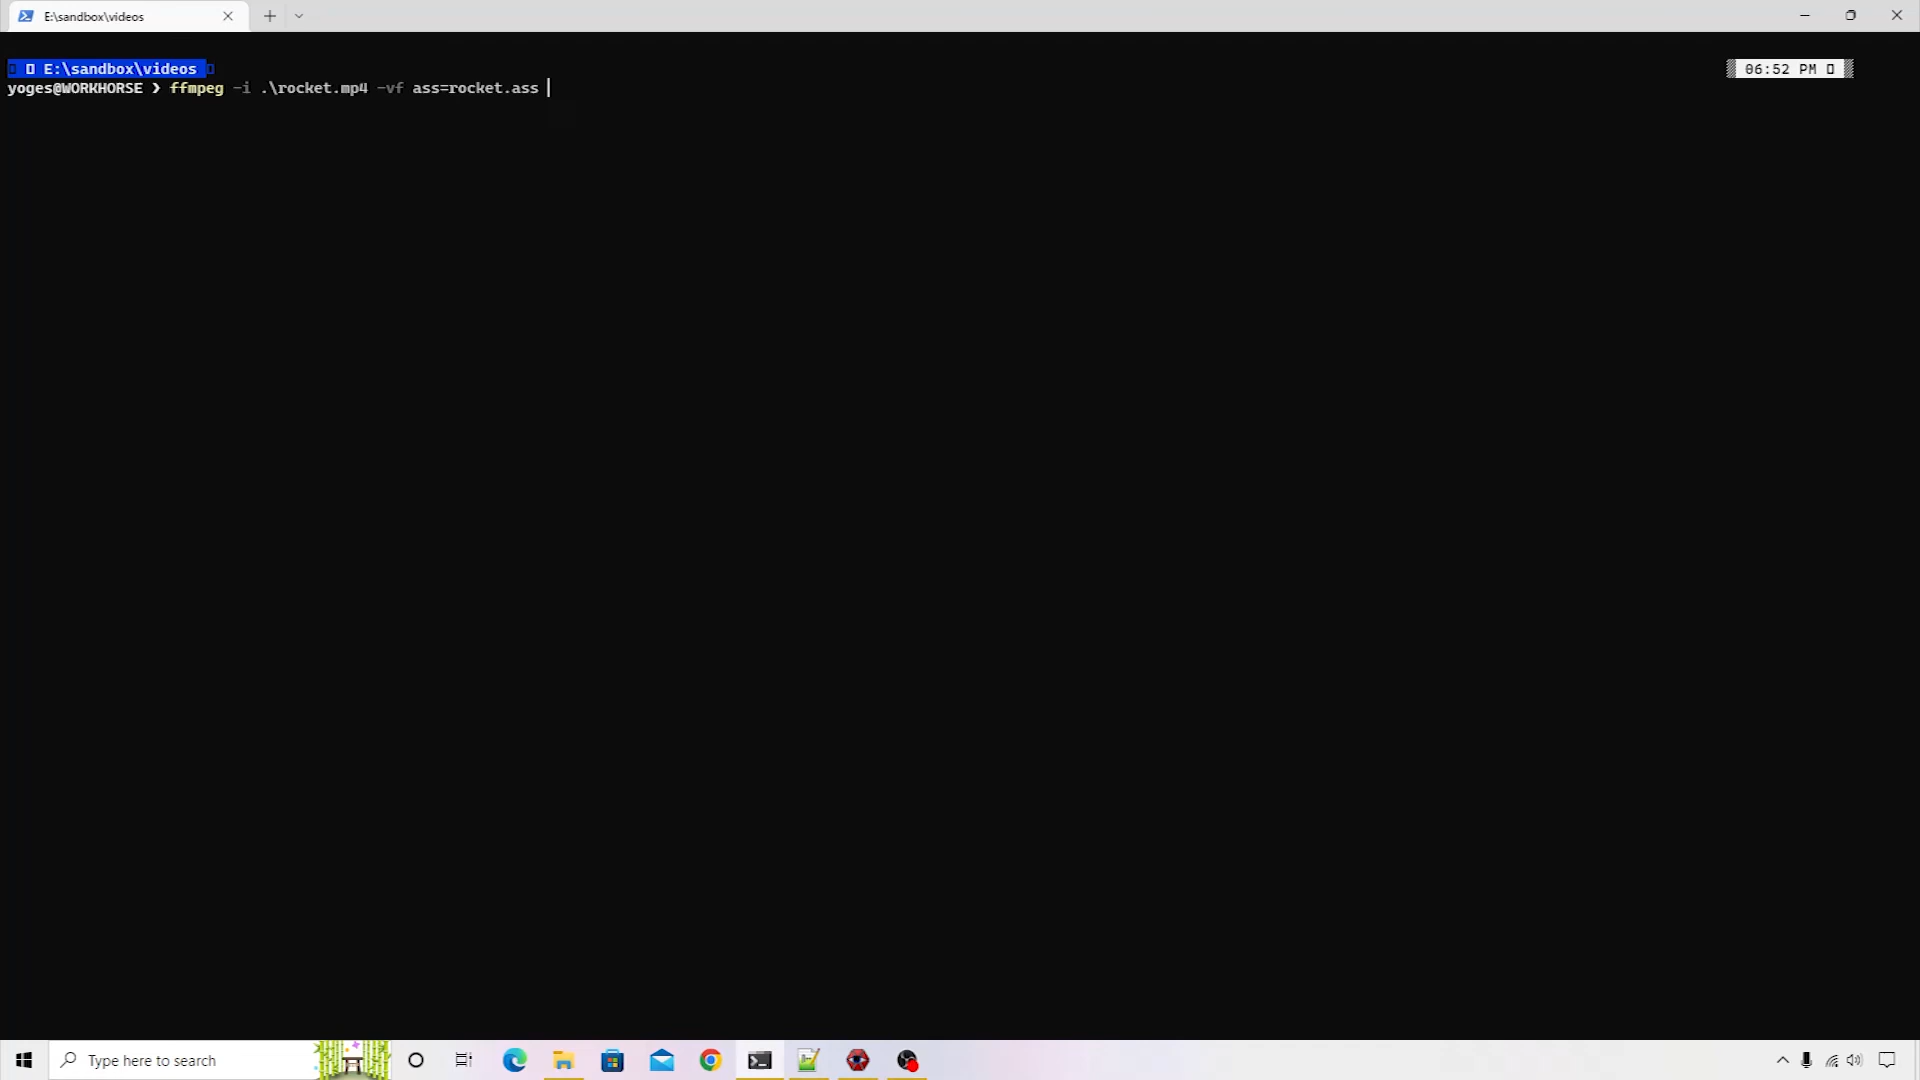 E:\sandbox\videos
E:\sandbox\videos
06:52 PM
yoges@WORKHORSE ❯ ffmpeg -i .\rocket.mp4 -vf ass=rocket.ass
Type here to search